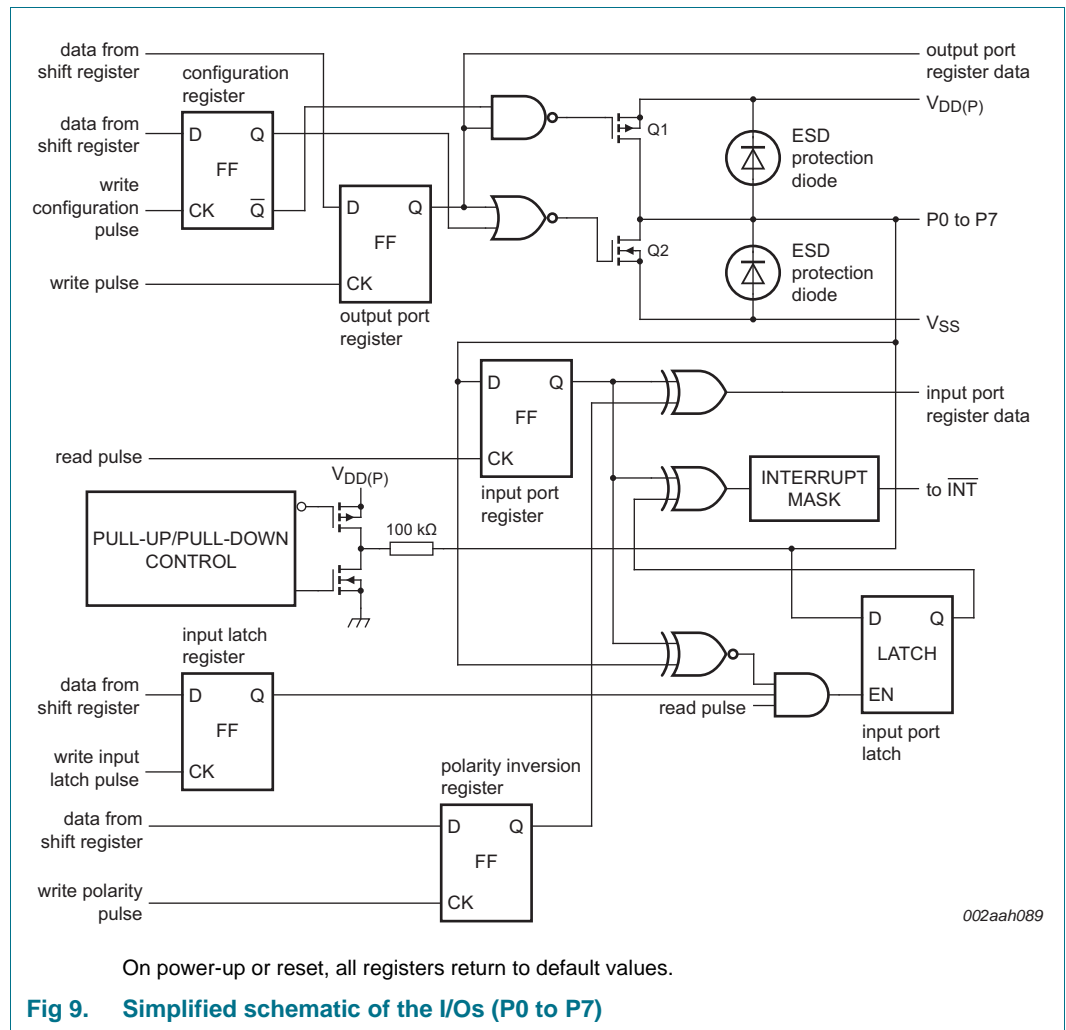 data from
shift register
configuration
register
output port
register data
data from
shift register
D
Q
FF
CK
Q̅
write
configuration
pulse
D
Q
FF
CK
output port
register
write pulse
Q1
Q2
V_DD(P)
ESD
protection
diode
P0 to P7
ESD
protection
diode
V_SS
D
Q
FF
CK
input port
register
input port
register data
read pulse
INTERRUPT
MASK
to I̅N̅T̅
V_DD(P)
100 kΩ
PULL-UP/PULL-DOWN
CONTROL
D
Q
LATCH
EN
input port
latch
read pulse
input latch
register
data from
shift register
D
Q
FF
CK
write input
latch pulse
polarity inversion
register
data from
shift register
D
Q
FF
CK
write polarity
pulse
002aah089
On power-up or reset, all registers return to default values.
Fig 9. Simplified schematic of the I/Os (P0 to P7)